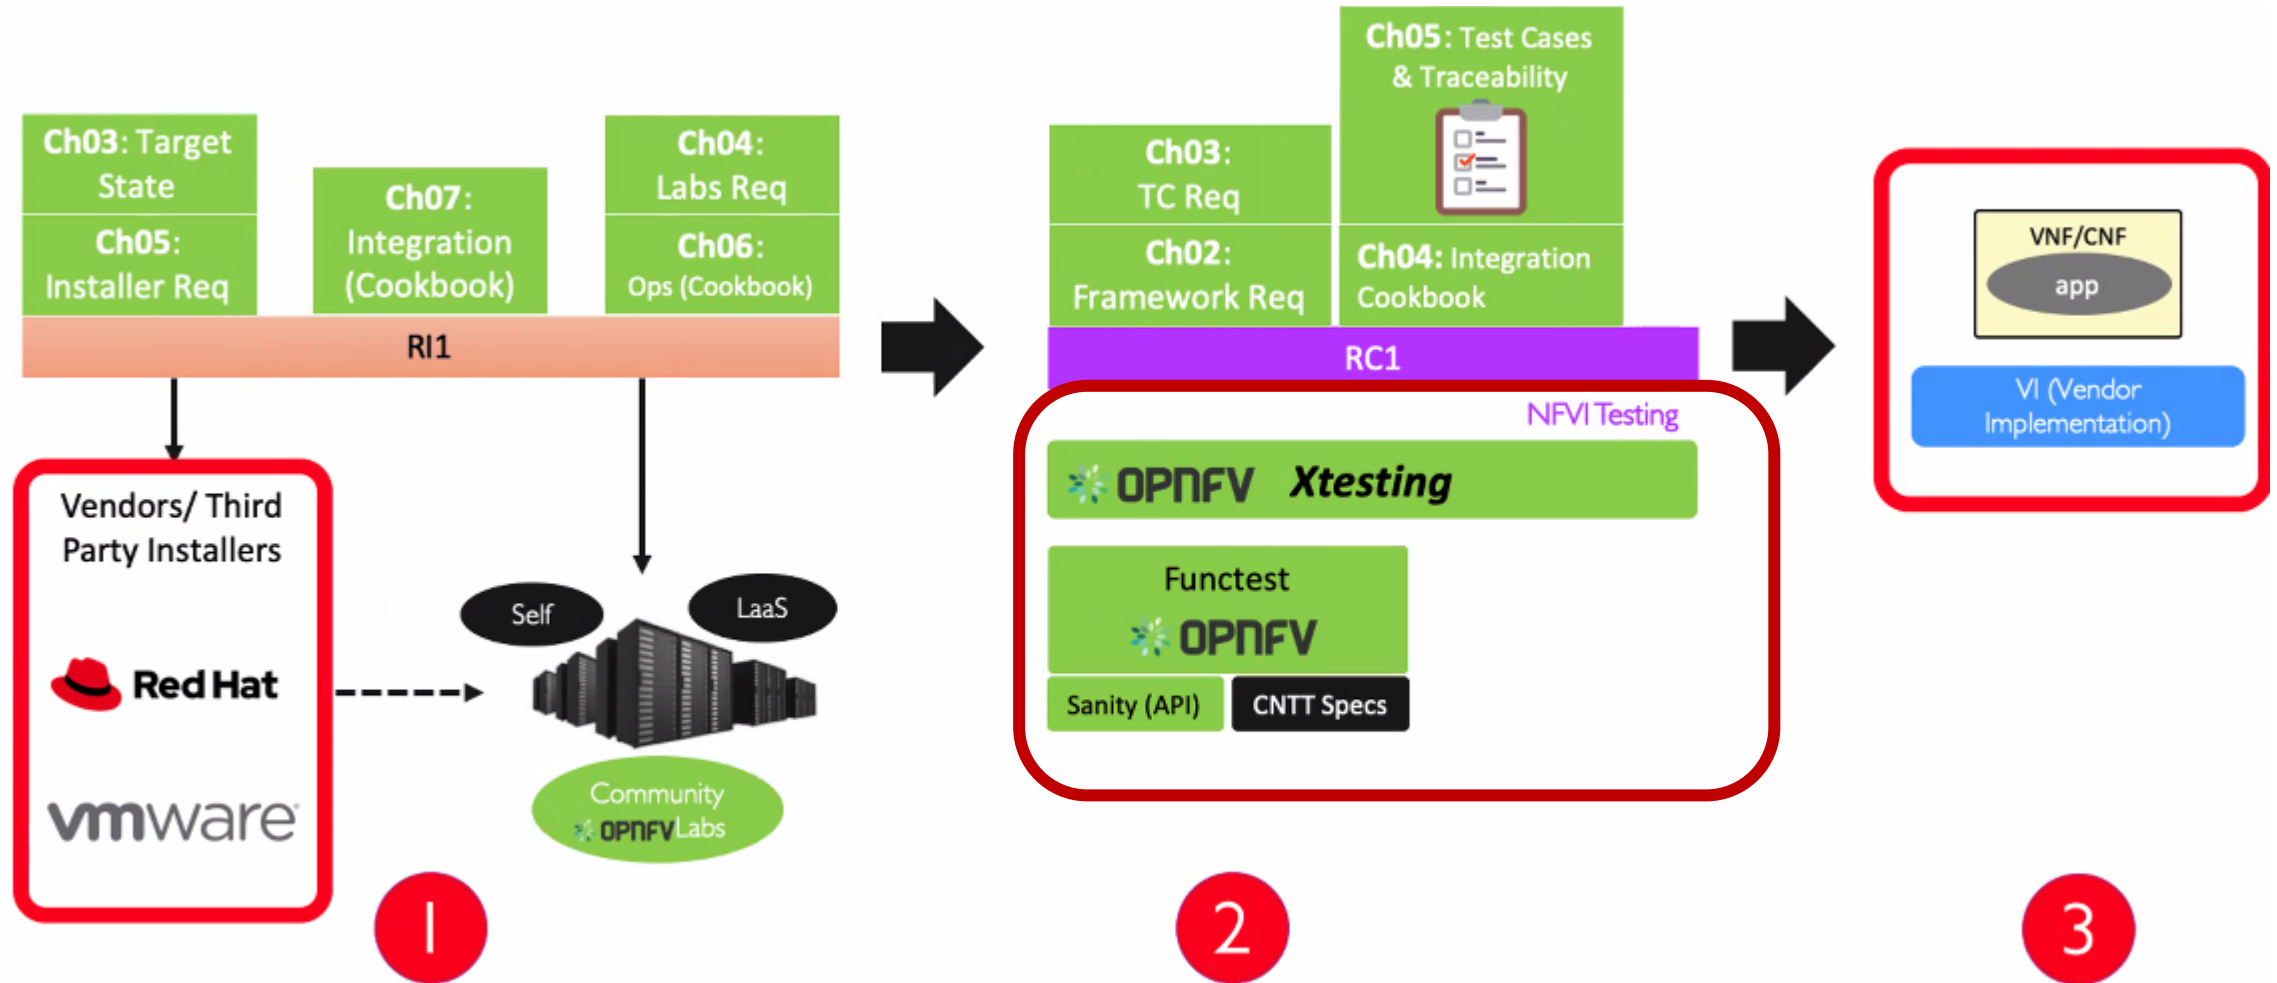 Ch03: Target
State
Ch05:
Installer Req
Ch07:
Integration
(Cookbook)
Ch04:
Labs Req
Ch06:
Ops (Cookbook)
RI1
Vendors/ Third
Party Installers
Red Hat
vmware
Self
LaaS
Community
OPNFV Labs
1
Ch03:
TC Req
Ch02:
Framework Req
Ch05: Test Cases
& Traceability
Ch04: Integration
Cookbook
RC1
NFVI Testing
OPNFV Xtesting
Functest
OPNFV
Sanity (API)
CNTT Specs
2
VNF/CNF
app
VI (Vendor
Implementation)
3